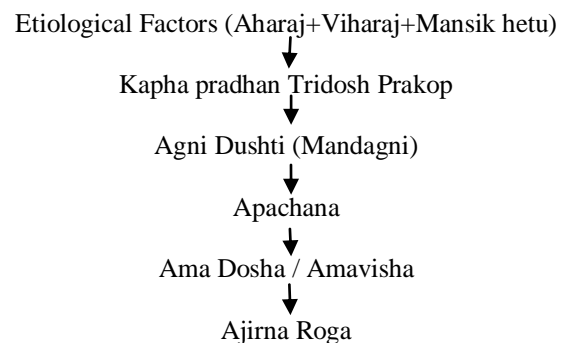 Etiological Factors (Aharaj+Viharaj+Mansik hetu)
Kapha pradhan Tridosh Prakop
Agni Dushti (Mandagni)
Apachana
Ama Dosha / Amavisha
Ajirna Roga